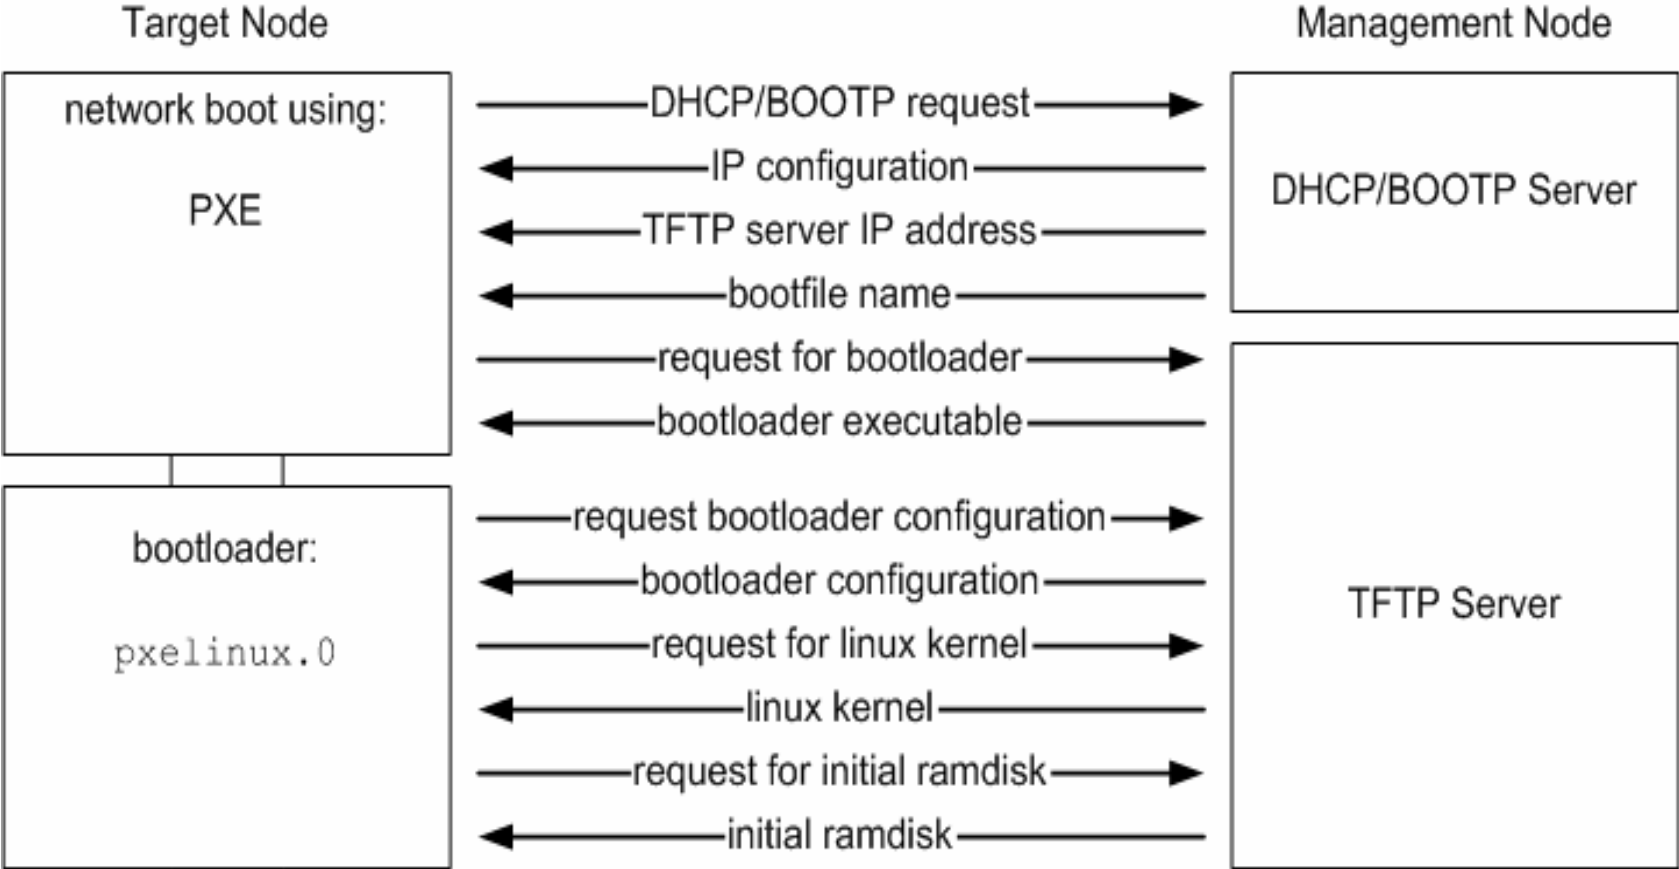 Target Node
Management Node
network boot using:
PXE
DHCP/BOOTP request
IP configuration
TFTP server IP address
bootfile name
request for bootloader
bootloader executable
DHCP/BOOTP Server
bootloader:
pxelinux.0
request bootloader configuration
bootloader configuration
request for linux kernel
linux kernel
request for initial ramdisk
initial ramdisk
TFTP Server